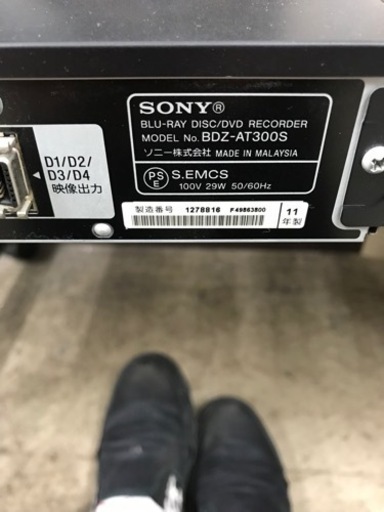 SONY®
BLU-RAY DISC/DVD RECORDER
MODEL No. BDZ-AT300S
ソニー株式会社 MADE IN MALAYSIA
PS E S.EMCS
100V 29W 50/60Hz
D1/D2/
D3/D4
映像出力
製造番号 1278816 F49863800
11
年製